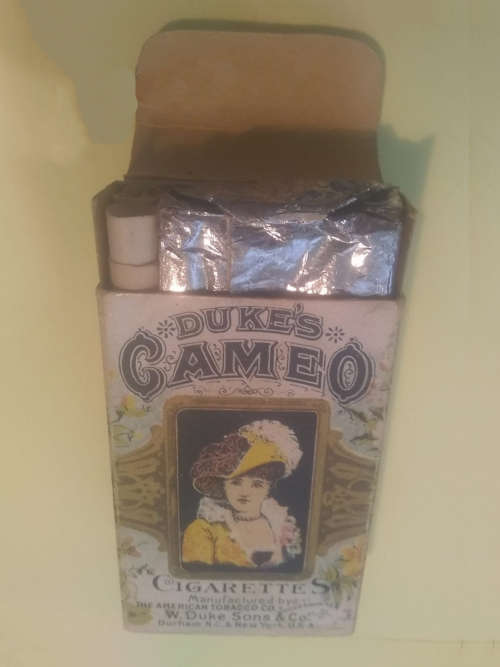 DUKE'S
CAMEO
CIGARETTES
Manufactured by
THE AMERICAN TOBACCO CO.
W. Duke Sons & Co.
Durham N.C. & New York. U.S.A.